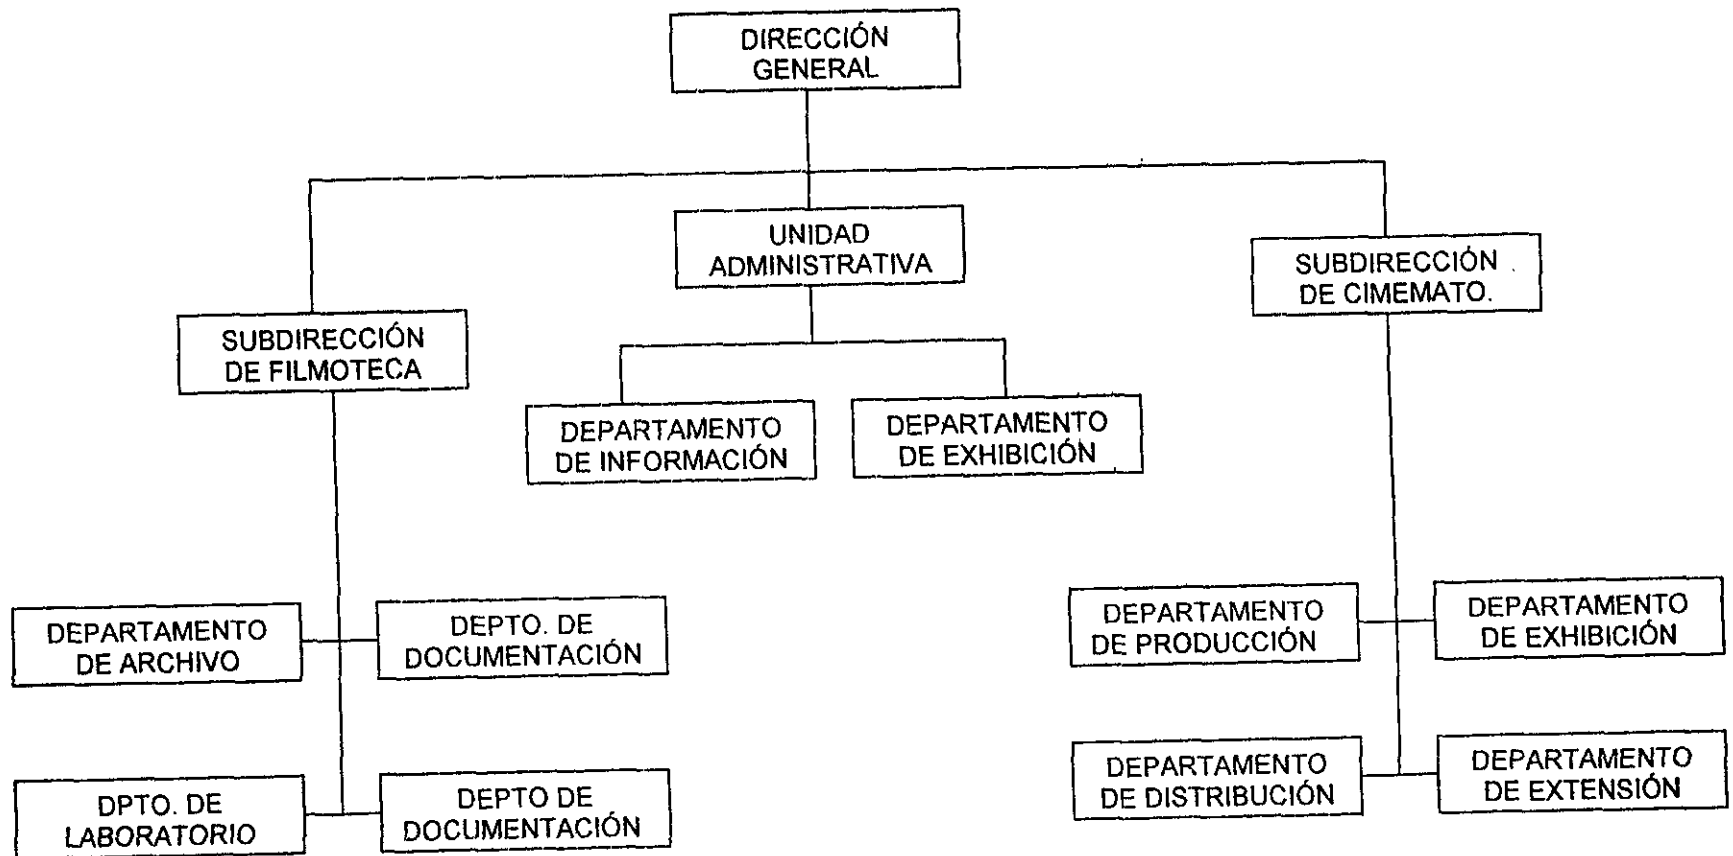 DIRECCIÓN
GENERAL
UNIDAD
ADMINISTRATIVA
SUBDIRECCIÓN
DE CIMEMATO.
SUBDIRECCIÓN
DE FILMOTECA
DEPARTAMENTO
DE INFORMACIÓN
DEPARTAMENTO
DE EXHIBICIÓN
DEPARTAMENTO
DE ARCHIVO
DEPTO. DE
DOCUMENTACIÓN
DEPARTAMENTO
DE PRODUCCIÓN
DEPARTAMENTO
DE EXHIBICIÓN
DPTO. DE
LABORATORIO
DEPTO DE
DOCUMENTACIÓN
DEPARTAMENTO
DE DISTRIBUCIÓN
DEPARTAMENTO
DE EXTENSIÓN